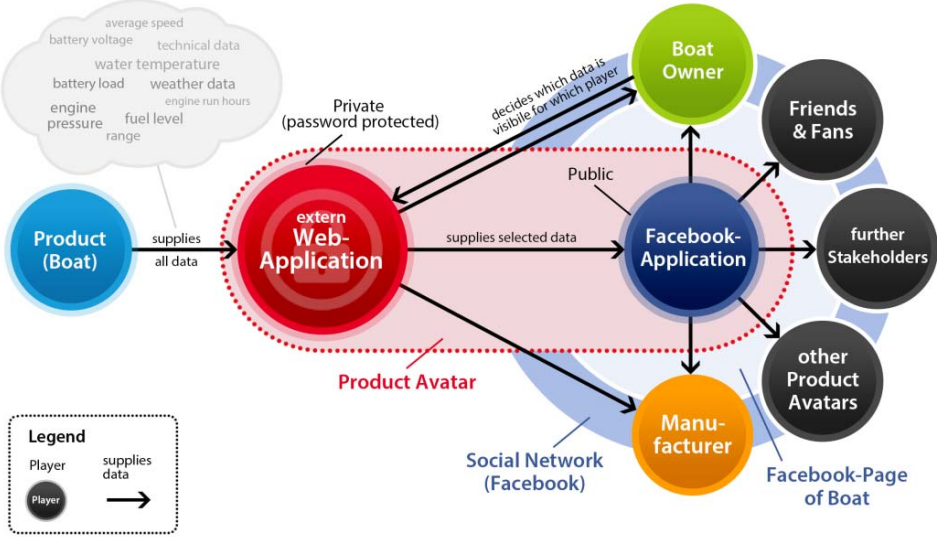 average speed
battery voltage
technical data
water temperature
battery load
weather data
engine run hours
engine
pressure
fuel level
range
Product
(Boat)
supplies
all data
Private
(password protected)
extern
Web-
Application
decides which data is
visibile for which player
supplies selected data
Public
Facebook-
Application
Boat
Owner
Friends
& Fans
further
Stakeholders
other
Product
Avatars
Manu-
facturer
Product Avatar
Social Network
(Facebook)
Facebook-Page
of Boat
Legend
Player
supplies
data
Player